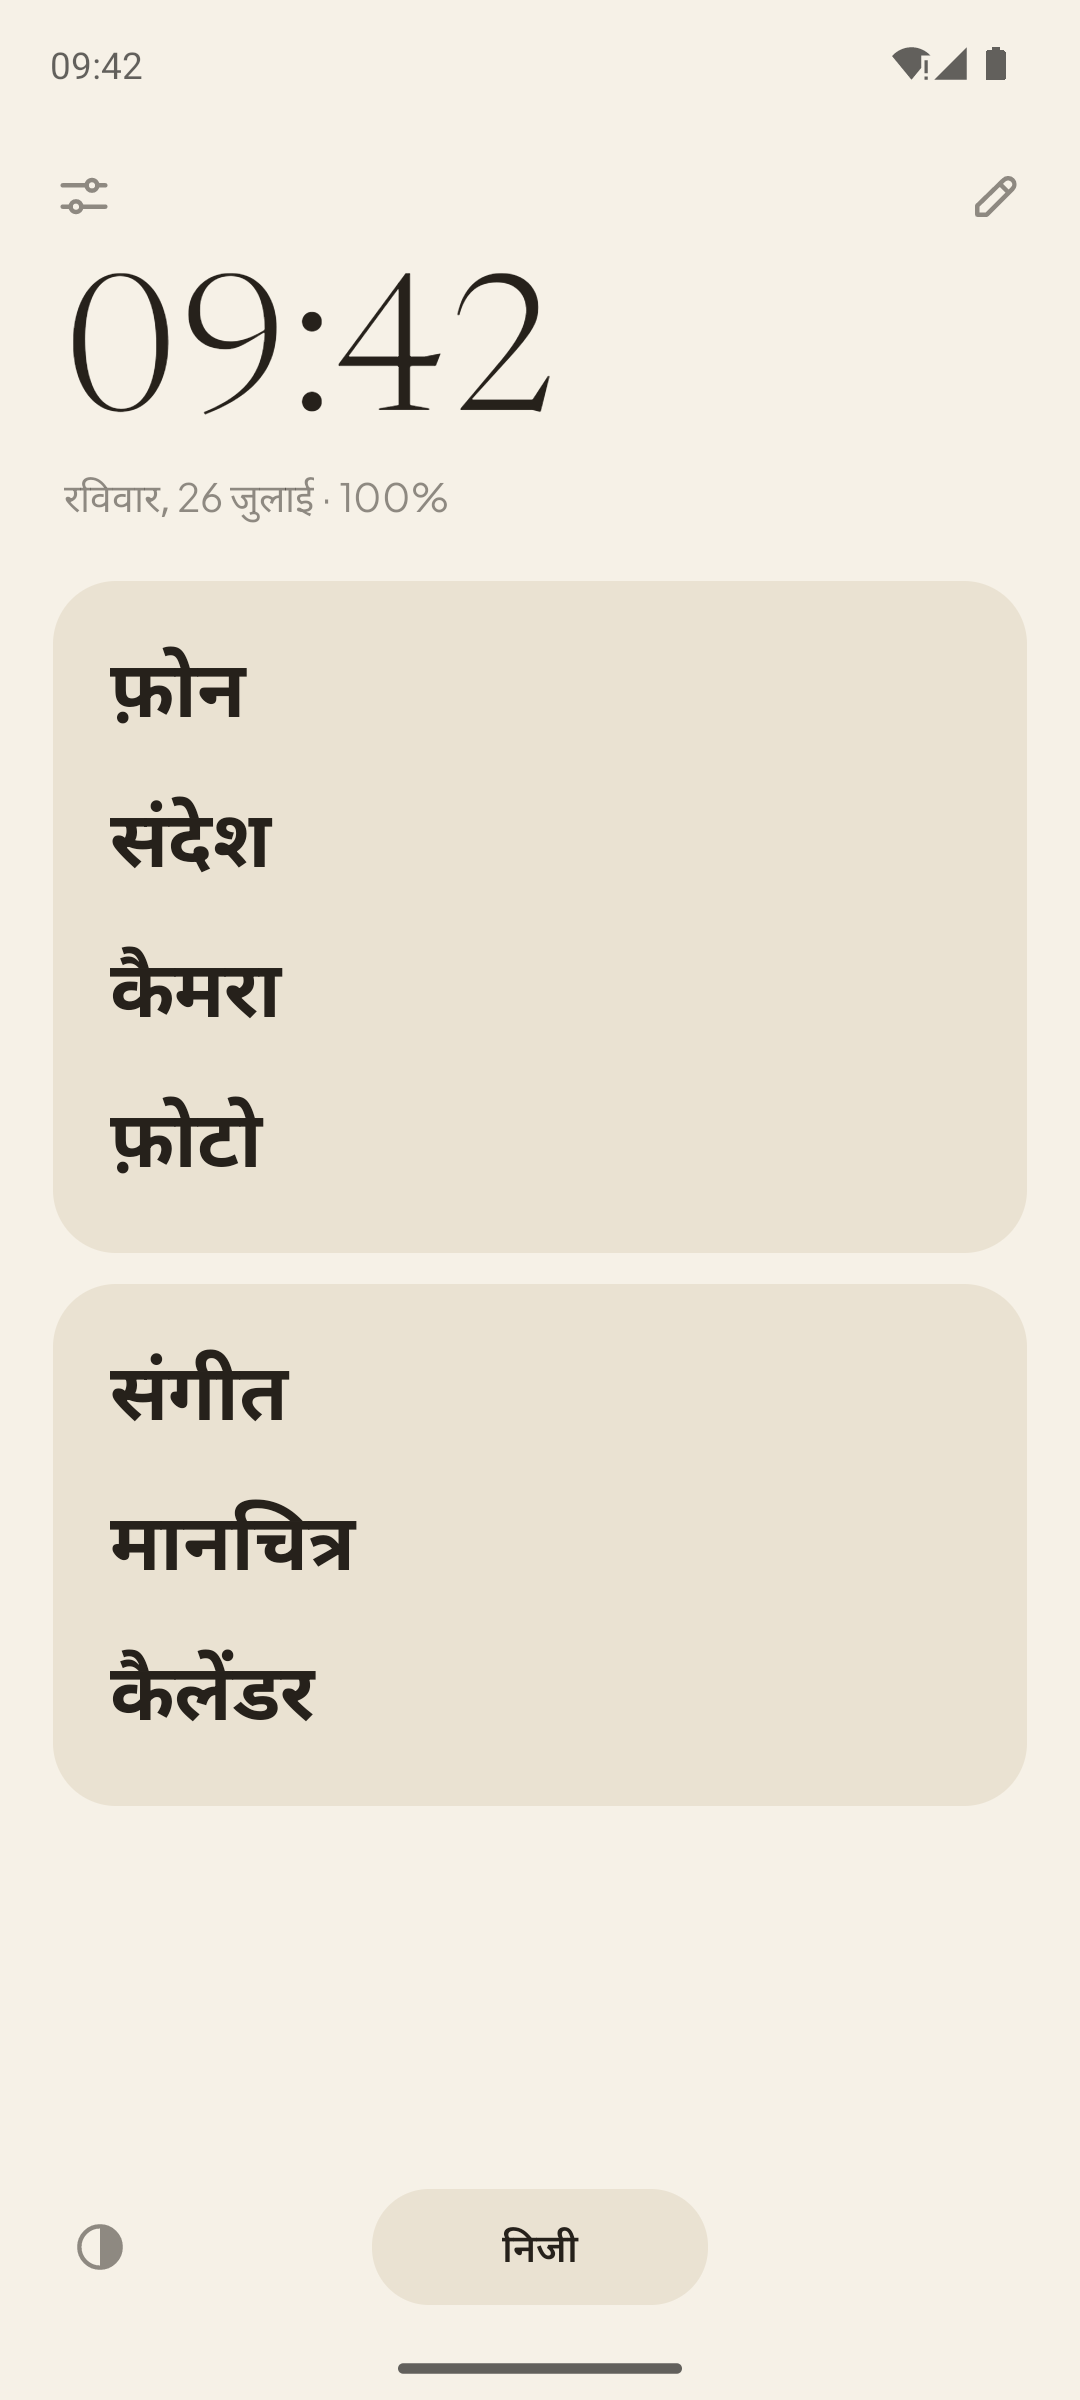 09:42
09:42
रविवार, 26 जुलाई · 100%
फ़ोन
संदेश
कैमरा
फ़ोटो
संगीत
मानचित्र
कैलेंडर
निजी